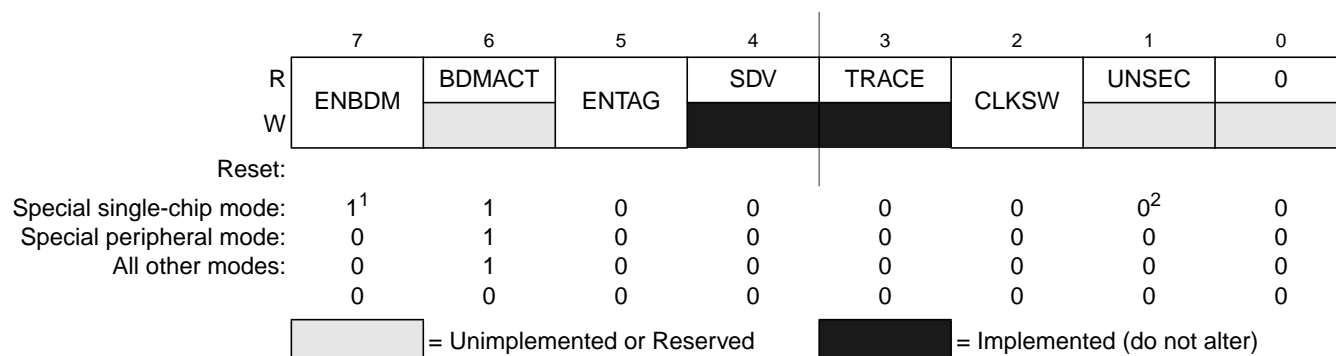 7 6 5 4 3 2 1 0
R ENBDM BDMACT ENTAG SDV TRACE CLKSW UNSEC 0
W
Reset:
Special single-chip mode: 1¹ 1 0 0 0 0 0² 0
Special peripheral mode: 0 1 0 0 0 0 0 0
All other modes: 0 1 0 0 0 0 0 0
0 0 0 0 0 0 0 0
= Unimplemented or Reserved = Implemented (do not alter)